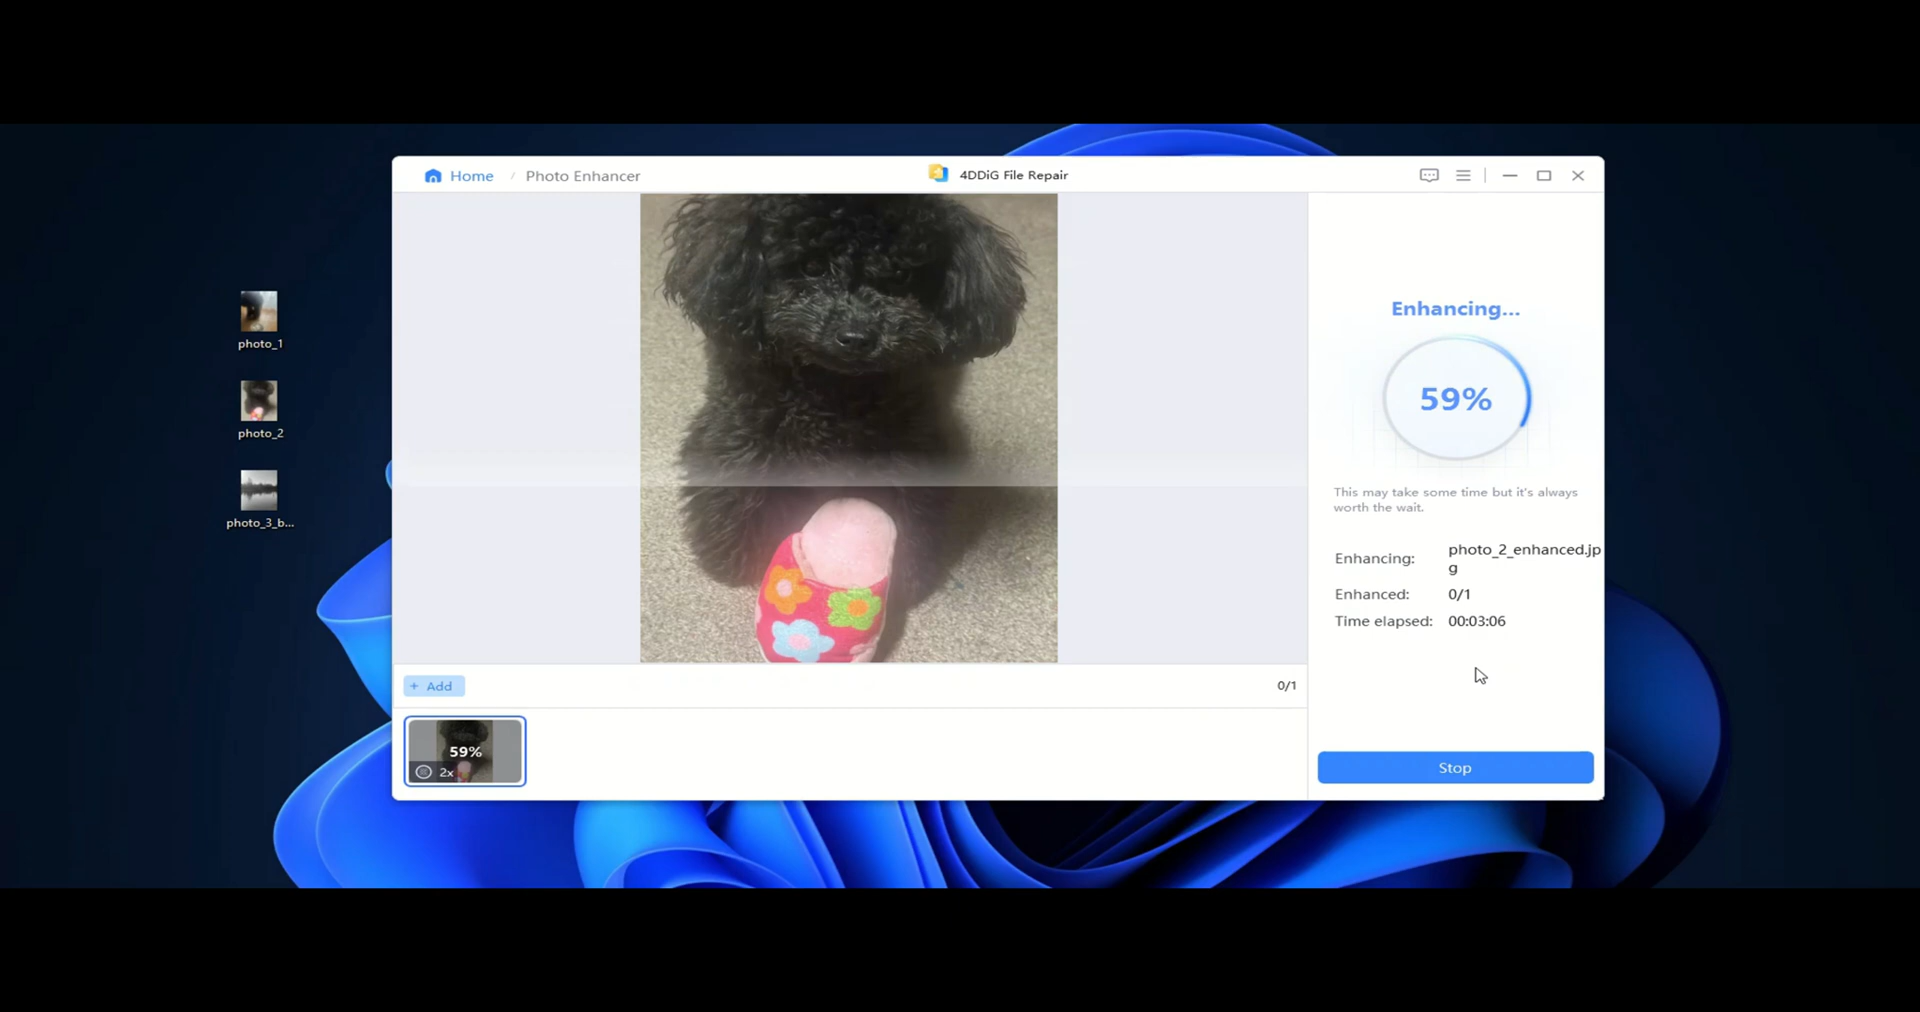 Home / Photo Enhancer
4DDiG File Repair
photo_1
photo_2
photo_3_b...
Enhancing...
59%
This may take some time but it's always
worth the wait.
Enhancing: photo_2_enhanced.jp
g
Enhanced: 0/1
Time elapsed: 00:03:06
+ Add
0/1
59%
2x
Stop